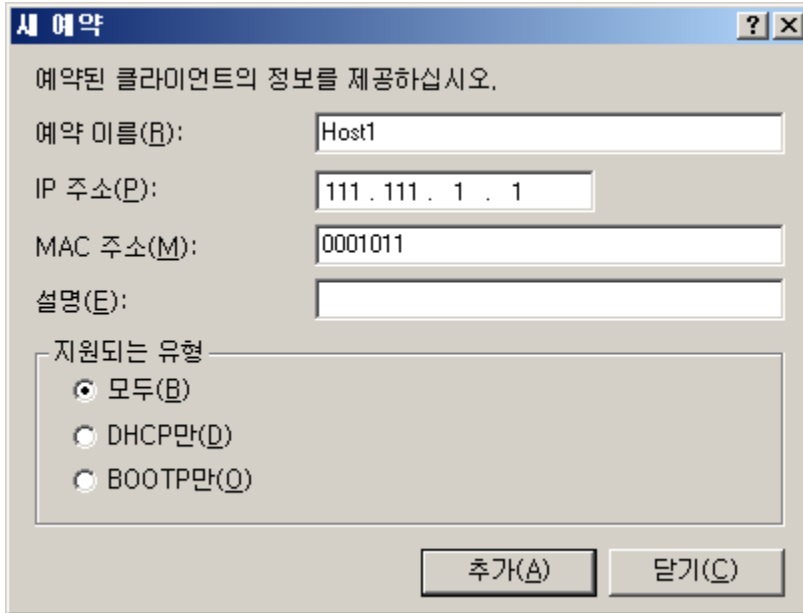 새 예약
예약된 클라이언트의 정보를 제공하십시오.
예약 이름(R): Host1
IP 주소(P): 111 . 111 . 1 . 1
MAC 주소(M): 0001011
설명(E):
지원되는 유형
모두(B)
DHCP만(D)
BOOTP만(O)
추가(A) 닫기(C)